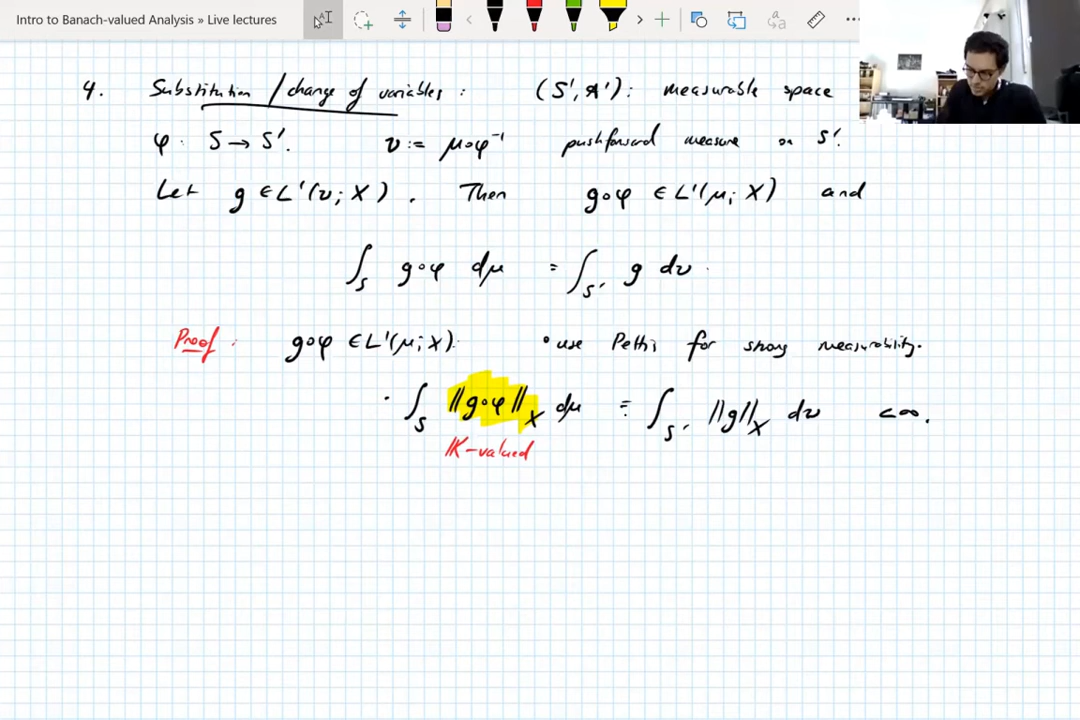 Intro to Banach-valued Analysis » Live lectures
4. Substitution / change of variables : (S', A') : measurable space
φ : S → S'. ν := μ∘φ⁻¹ pushforward measure on S'.
Let g ∈ L¹(ν; X). Then g∘φ ∈ L¹(μ; X) and
∫_S g∘φ dμ = ∫_S' g dν.
Proof : g∘φ ∈ L¹(μ; X). • use Pettis for strong measurability.
• ∫_S ‖g∘φ‖_X dμ = ∫_S' ‖g‖_X dν < ∞.
𝕂-valued